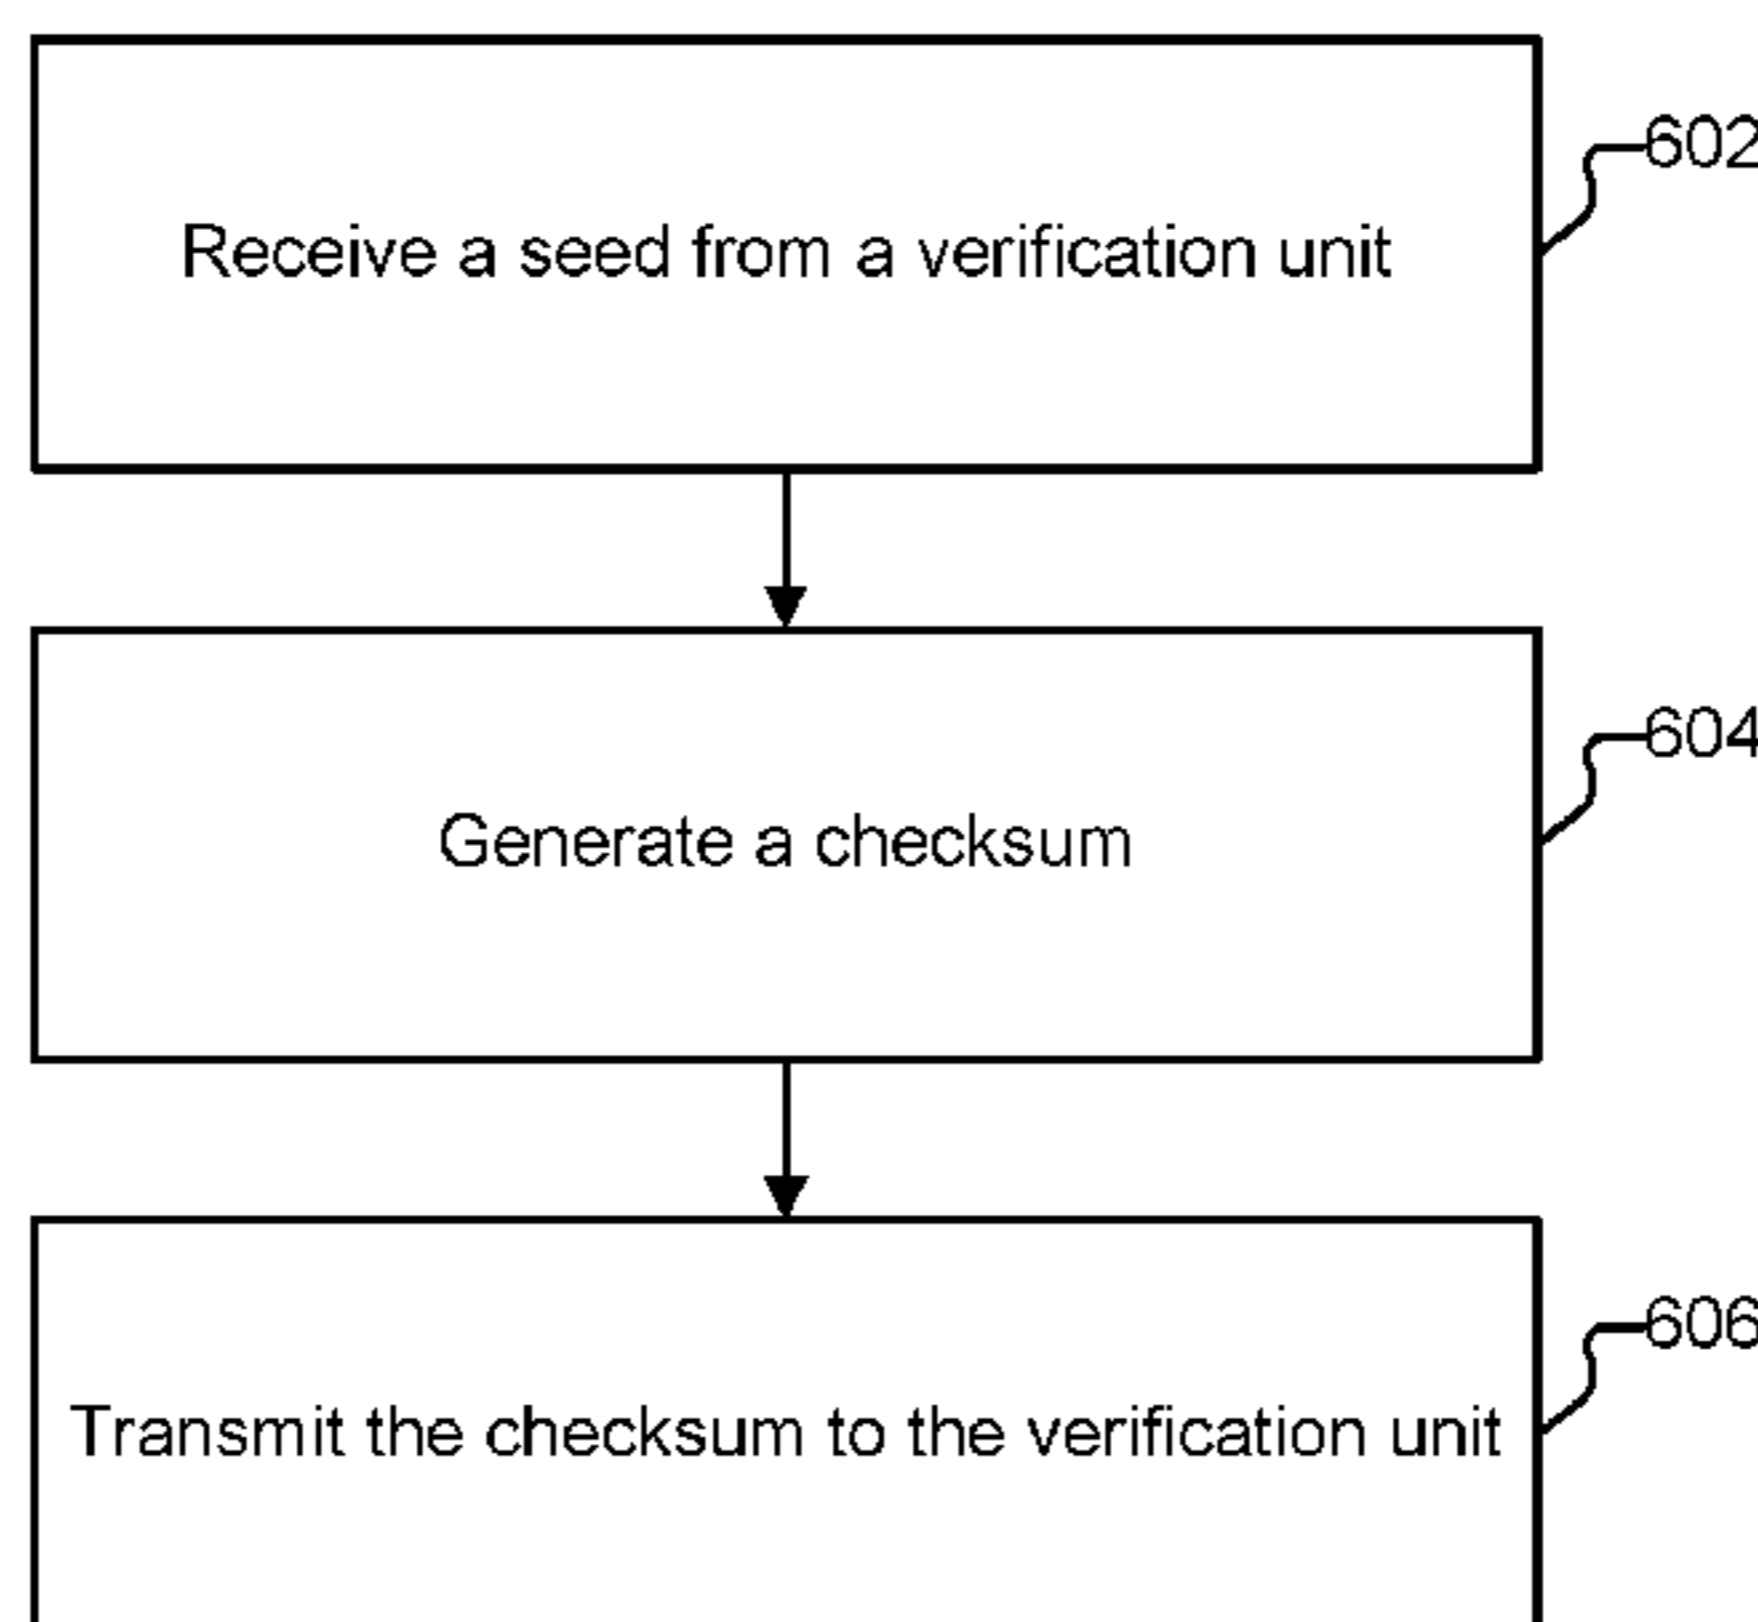 602
Receive a seed from a verification unit
604
Generate a checksum
606
Transmit the checksum to the verification unit